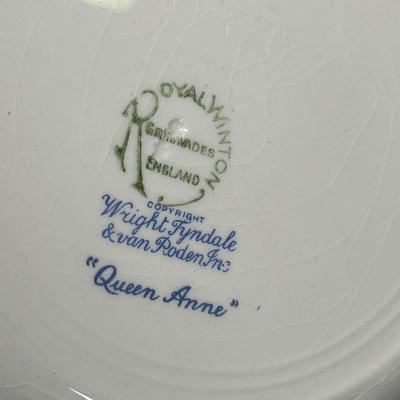 ROYAL WINTON
GRIMWADES
ENGLAND
COPYRIGHT
Wright Tyndale
& van Roden Inc
"Queen Anne"